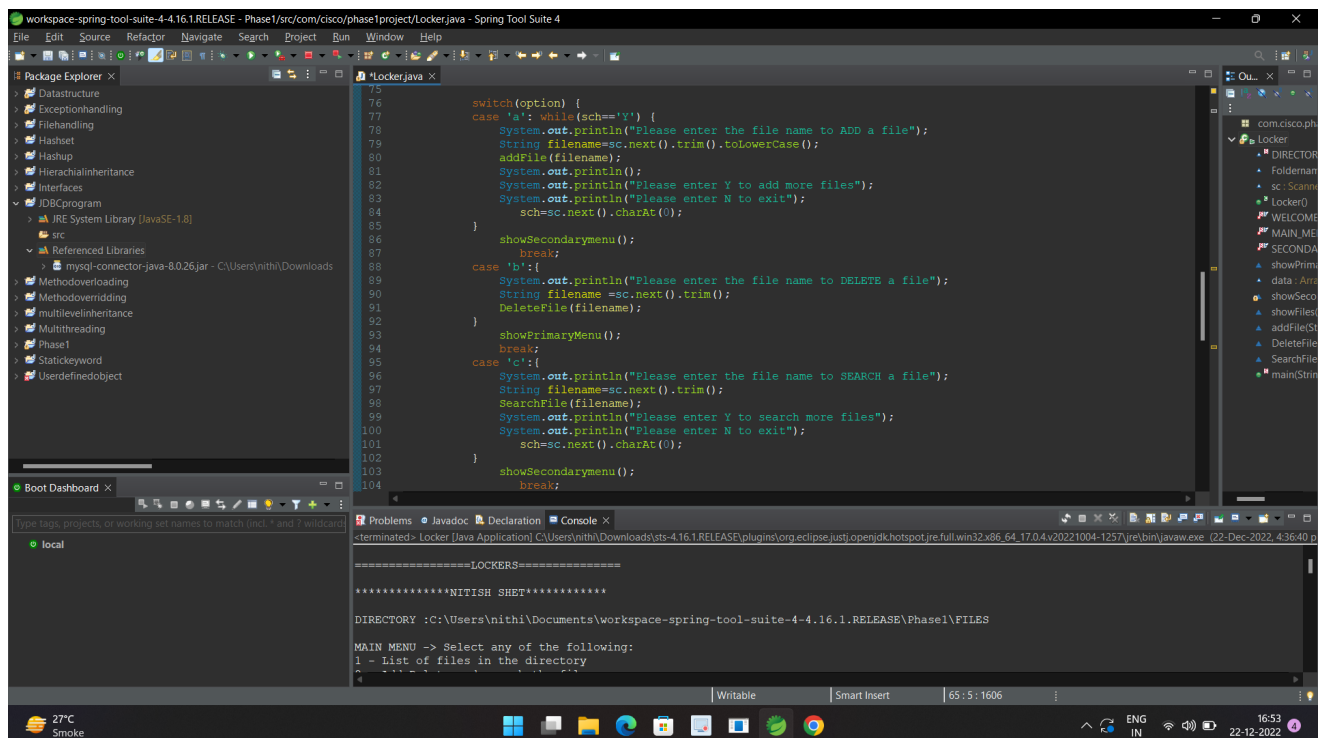 workspace-spring-tool-suite-4-4.16.1.RELEASE - Phase1/src/com/cisco/phase1project/Locker.java - Spring Tool Suite 4
File Edit Source Refactor Navigate Search Project Run Window Help
Package Explorer
Datastructure
Exceptionhandling
Filehandling
Hashset
Hashup
Hierachialinheritance
Interfaces
JDBCprogram
JRE System Library [JavaSE-1.8]
src
Referenced Libraries
mysql-connector-java-8.0.26.jar - C:\Users\nithi\Downloads
Methodoverloading
Methodoverridding
multilevelinheritance
Multithreading
Phase1
Statickeyword
Userdefinedobject
Boot Dashboard
Type tags, projects, or working set names to match (incl. * and ? wildcards
local
*Locker.java
75
76 switch(option) {
77 case 'a': while(sch=='Y') {
78 System.out.println("Please enter the file name to ADD a file");
79 String filename=sc.next().trim().toLowerCase();
80 addFile(filename);
81 System.out.println();
82 System.out.println("Please enter Y to add more files");
83 System.out.println("Please enter N to exit");
84 sch=sc.next().charAt(0);
85 }
86 showSecondarymenu();
87 break;
88 case 'b':{
89 System.out.println("Please enter the file name to DELETE a file");
90 String filename =sc.next().trim();
91 DeleteFile(filename);
92 }
93 showPrimaryMenu();
94 break;
95 case 'c':{
96 System.out.println("Please enter the file name to SEARCH a file");
97 String filename=sc.next().trim();
98 SearchFile(filename);
99 System.out.println("Please enter Y to search more files");
100 System.out.println("Please enter N to exit");
101 sch=sc.next().charAt(0);
102 }
103 showSecondarymenu();
104 break;
Ou...
com.cisco.pha
Locker
DIRECTOR
Foldernam
sc : Scanne
Locker()
WELCOME
MAIN_ME
SECONDA
showPrima
data : Arra
showSeco
showFiles(
addFile(St
DeleteFile
SearchFile
main(Strin
Problems Javadoc Declaration Console
<terminated> Locker [Java Application] C:\Users\nithi\Downloads\sts-4.16.1.RELEASE\plugins\org.eclipse.justj.openjdk.hotspot.jre.full.win32.x86_64_17.0.4.v20221004-1257\jre\bin\javaw.exe (22-Dec-2022, 4:36:40 p
=================LOCKERS===============
**************NITISH SHET************
DIRECTORY :C:\Users\nithi\Documents\workspace-spring-tool-suite-4-4.16.1.RELEASE\Phase1\FILES
MAIN MENU -> Select any of the following:
1 - List of files in the directory
Writable Smart Insert 65 : 5 : 1606
27°C
Smoke
ENG
IN
16:53
22-12-2022
4